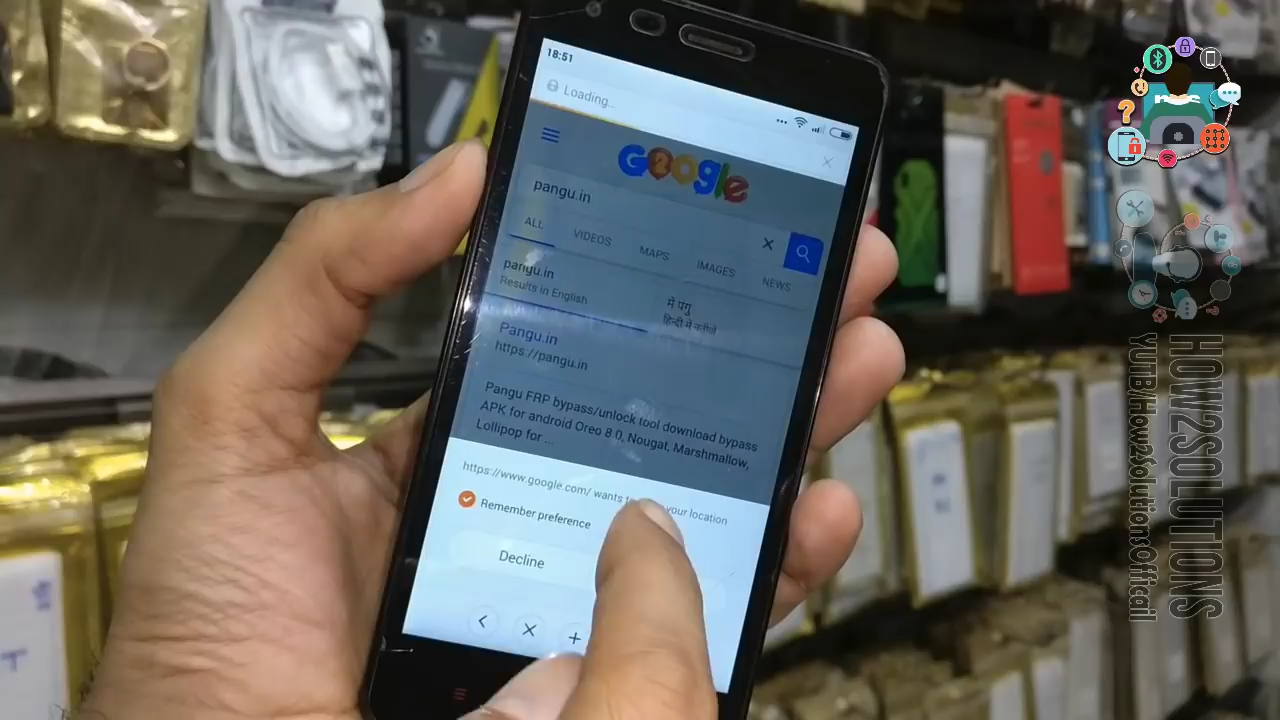 18:51
Loading...
Google
pangu.in
ALL VIDEOS MAPS IMAGES NEWS
pangu.in
Results in English
में पंगु
हिन्दी में नतीजे
Pangu.in
https://pangu.in
Pangu FRP bypass/unlock tool download bypass
APK for android Oreo 8.0, Nougat, Marshmallow,
Lollipop for ...
https://www.google.com/ wants your location
Remember preference
Decline
HOW2SOLUTIONS
YUTB/How2solutionsOfficail